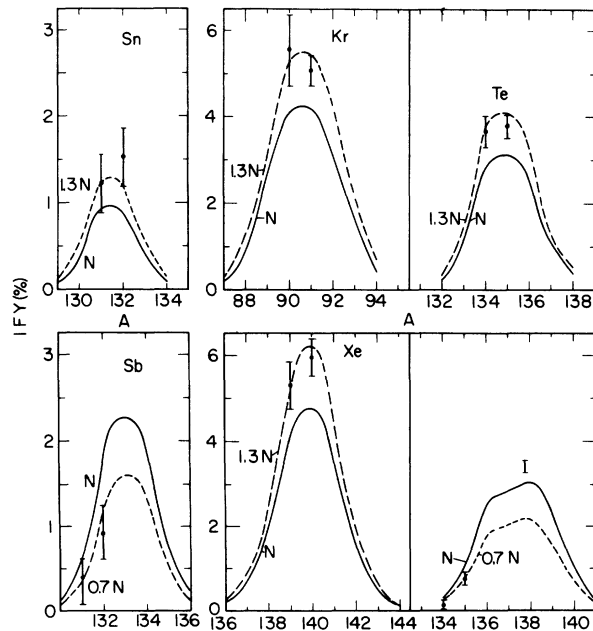 Sn
3
2
1
0
1.3N
N
130 132 134
A
Kr
6
4
2
0
1.3N
N
88 90 92 94
Te
1.3N N
132 134 136 138
A
IFY(%)
Sb
3
2
1
0
N
0.7N
132 134 136
Xe
6
4
2
0
1.3N
N
136 138 140 142 144
I
N 0.7N
134 136 138 140